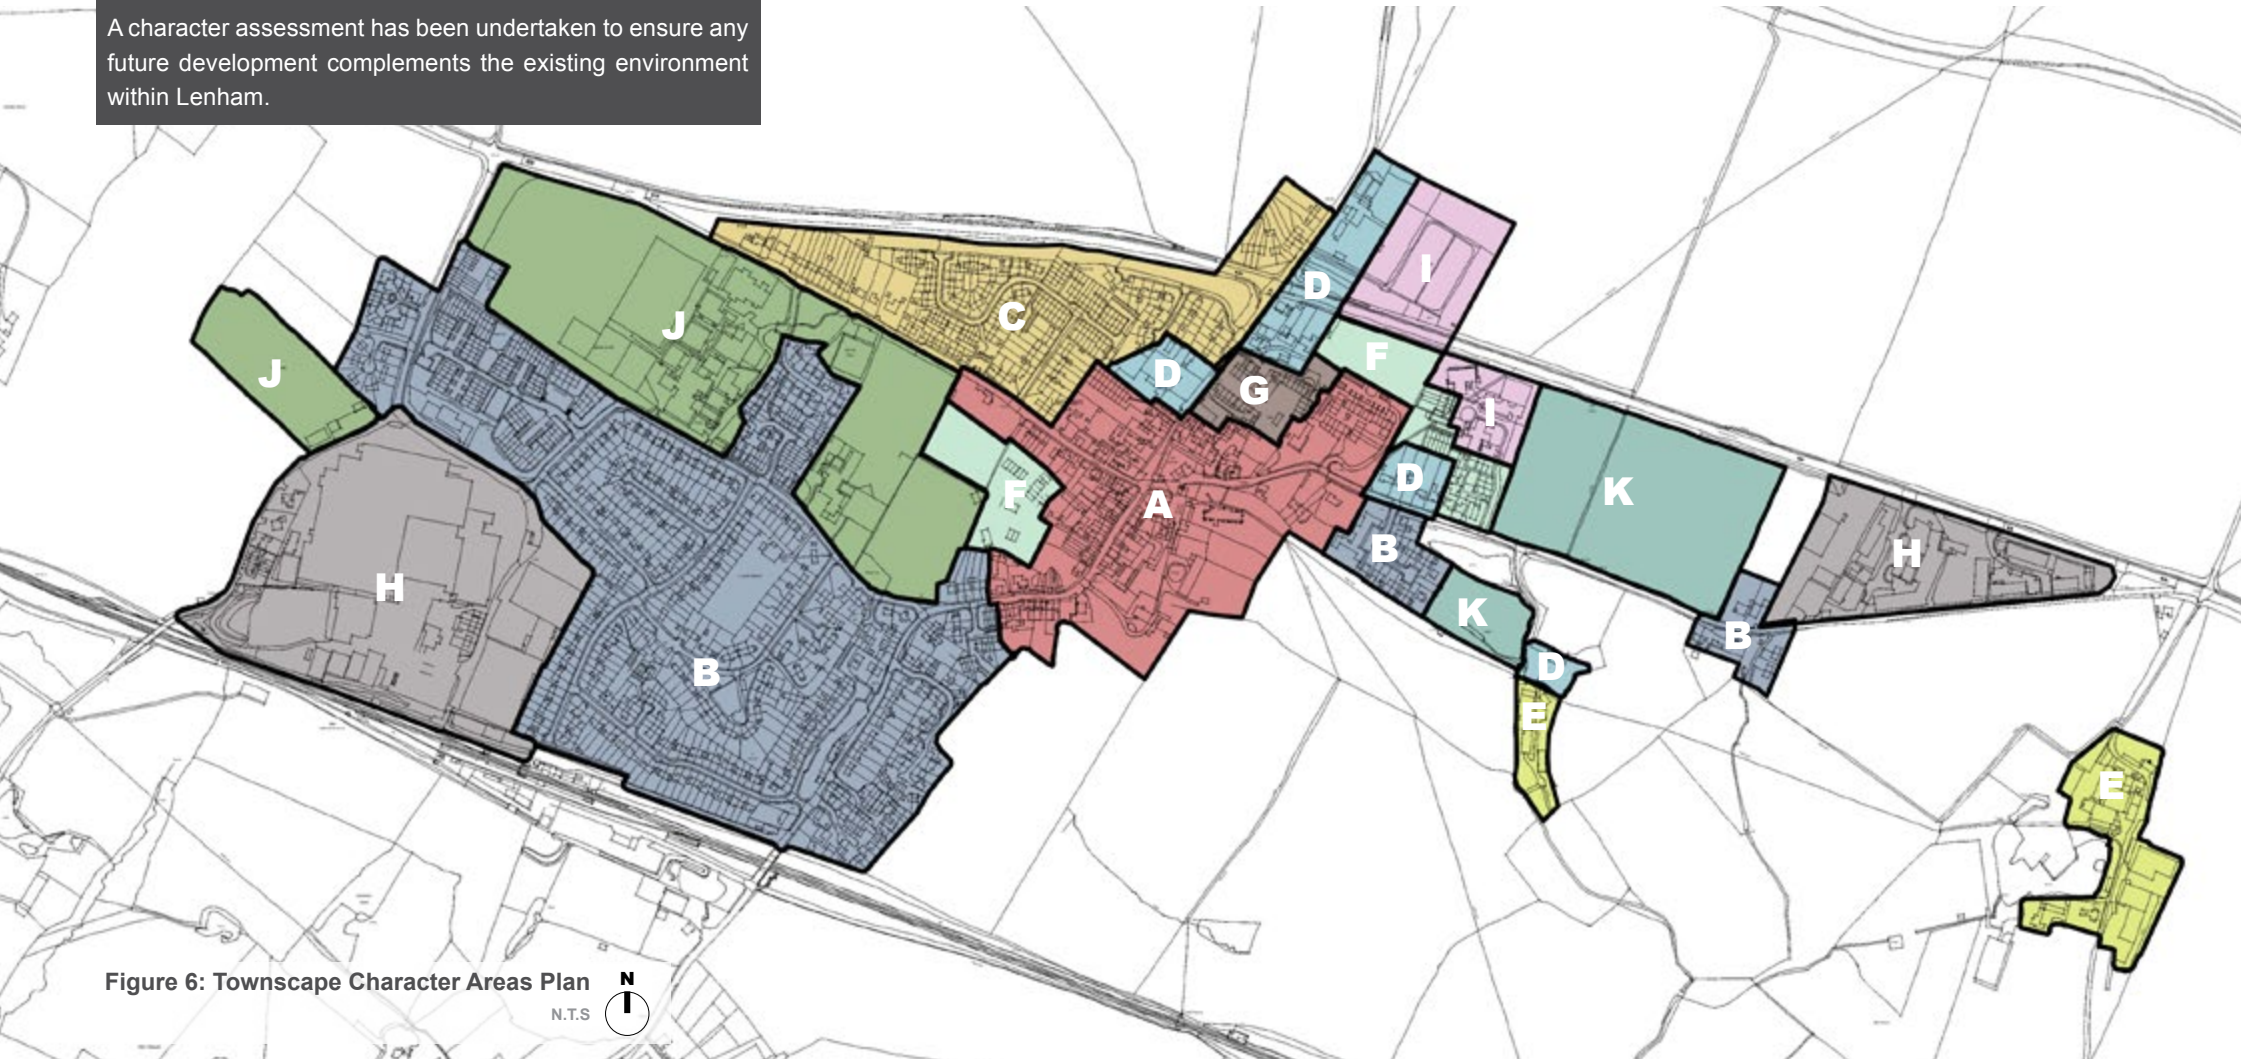 A character assessment has been undertaken to ensure any
future development complements the existing environment
within Lenham.
D
I
C
J
F
D
J
G
I
D
K
F
A
B
H
H
K
B
D
B
E
E
Figure 6: Townscape Character Areas Plan
N
N.T.S